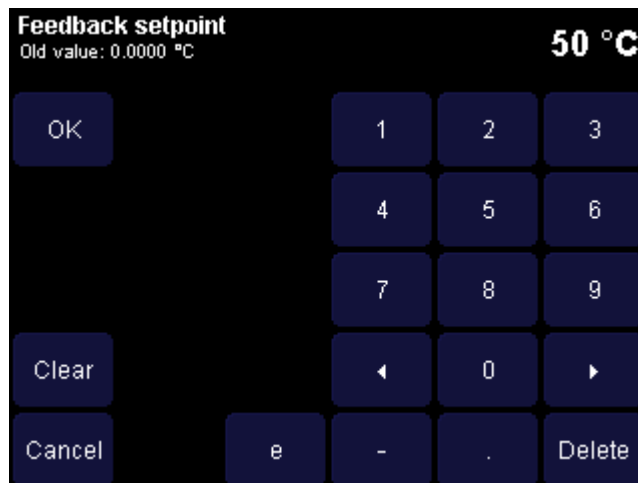 Feedback setpoint
Old value: 0.0000 °C
50 °C
OK 1 2 3
4 5 6
7 8 9
Clear 0
Cancel e - . Delete